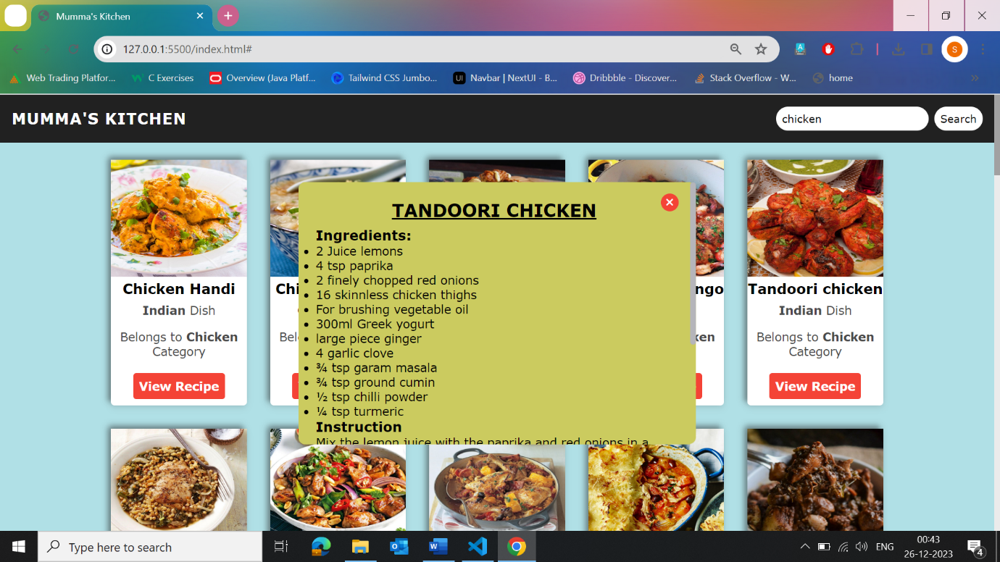 Mumma's Kitchen
127.0.0.1:5500/index.html#
Web Trading Platfor... C Exercises Overview (Java Platf... Tailwind CSS Jumbo... UI Navbar | NextUI - B... Dribbble - Discover... Stack Overflow - W... home
MUMMA'S KITCHEN
chicken Search
TANDOORI CHICKEN
Ingredients:
2 Juice lemons
4 tsp paprika
2 finely chopped red onions
16 skinnless chicken thighs
For brushing vegetable oil
300ml Greek yogurt
large piece ginger
4 garlic clove
¾ tsp garam masala
¾ tsp ground cumin
½ tsp chilli powder
¼ tsp turmeric
Instruction
Mix the lemon juice with the paprika and red onions in a
Chicken Handi
Indian Dish
Belongs to Chicken
Category
View Recipe
Tandoori chicken
Indian Dish
Belongs to Chicken
Category
View Recipe
Type here to search
ENG
00:43
26-12-2023
4